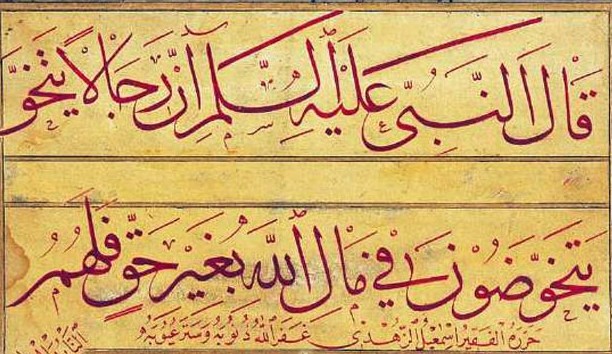 قال النبي عليه السلم ان رجالا يتخو
يتخوضون في مال الله بغير حق فلهم
حرره الفقير اسمعيل الزهدي غفر الله ذنوبه وستر عيوبه